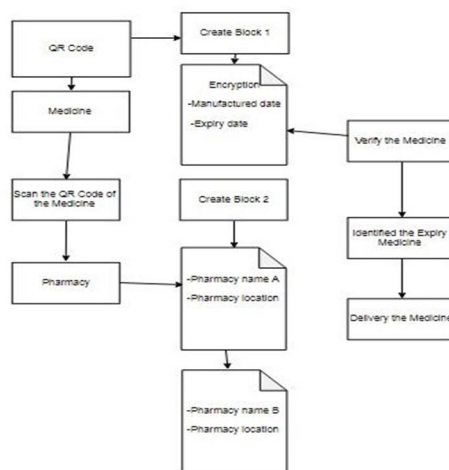 QR Code
Create Block 1
Medicine
Encryption
-Manufactured date
-Expiry date
Verify the Medicine
Scan the QR Code of
the Medicine
Create Block 2
Identified the Expiry
Medicine
Pharmacy
-Pharmacy name A
-Pharmacy location
Delivery the Medicine
-Pharmacy name B
-Pharmacy location